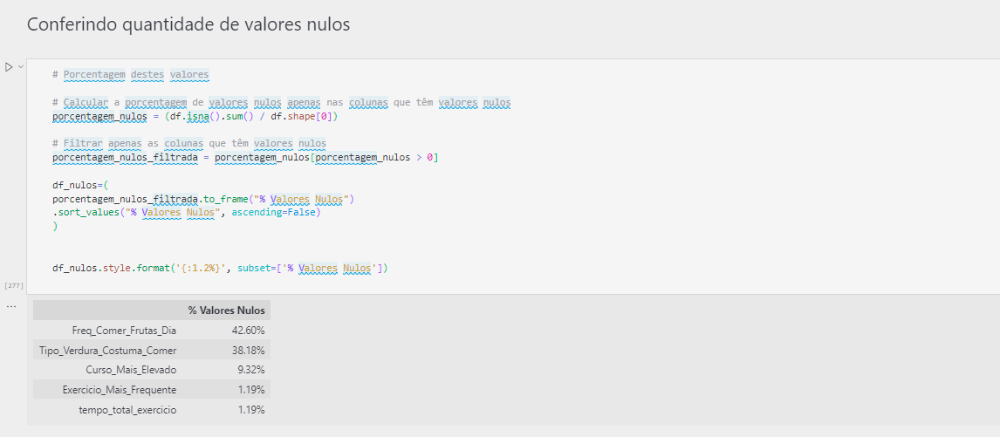 Conferindo quantidade de valores nulos
# Porcentagem destes valores
# Calcular a porcentagem de valores nulos apenas nas colunas que têm valores nulos
porcentagem_nulos = (df.isna().sum() / df.shape[0])
# Filtrar apenas as colunas que têm valores nulos
porcentagem_nulos_filtrada = porcentagem_nulos[porcentagem_nulos > 0]
df_nulos=(
porcentagem_nulos_filtrada.to_frame("% Valores Nulos")
.sort_values("% Valores Nulos", ascending=False)
)
df_nulos.style.format('{:1.2%}', subset=['% Valores Nulos'])
[277]
...
% Valores Nulos
Freq_Comer_Frutas_Dia 42.60%
Tipo_Verdura_Costuma_Comer 38.18%
Curso_Mais_Elevado 9.32%
Exercicio_Mais_Frequente 1.19%
tempo_total_exercicio 1.19%